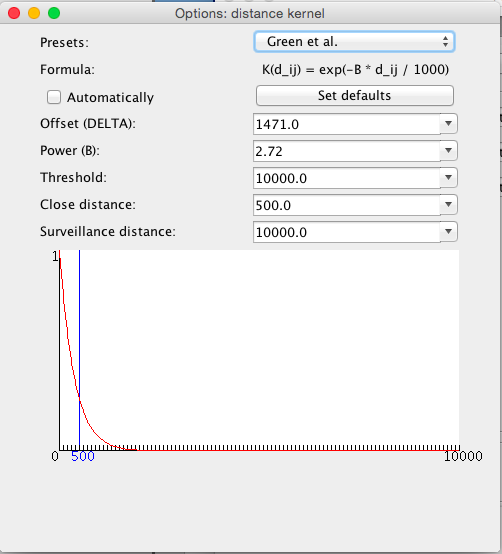 Options: distance kernel
Presets: Green et al.
Formula: K(d_ij) = exp(-B * d_ij / 1000)
Automatically Set defaults
Offset (DELTA): 1471.0
Power (B): 2.72
Threshold: 10000.0
Close distance: 500.0
Surveillance distance: 10000.0
1
0 500 10000